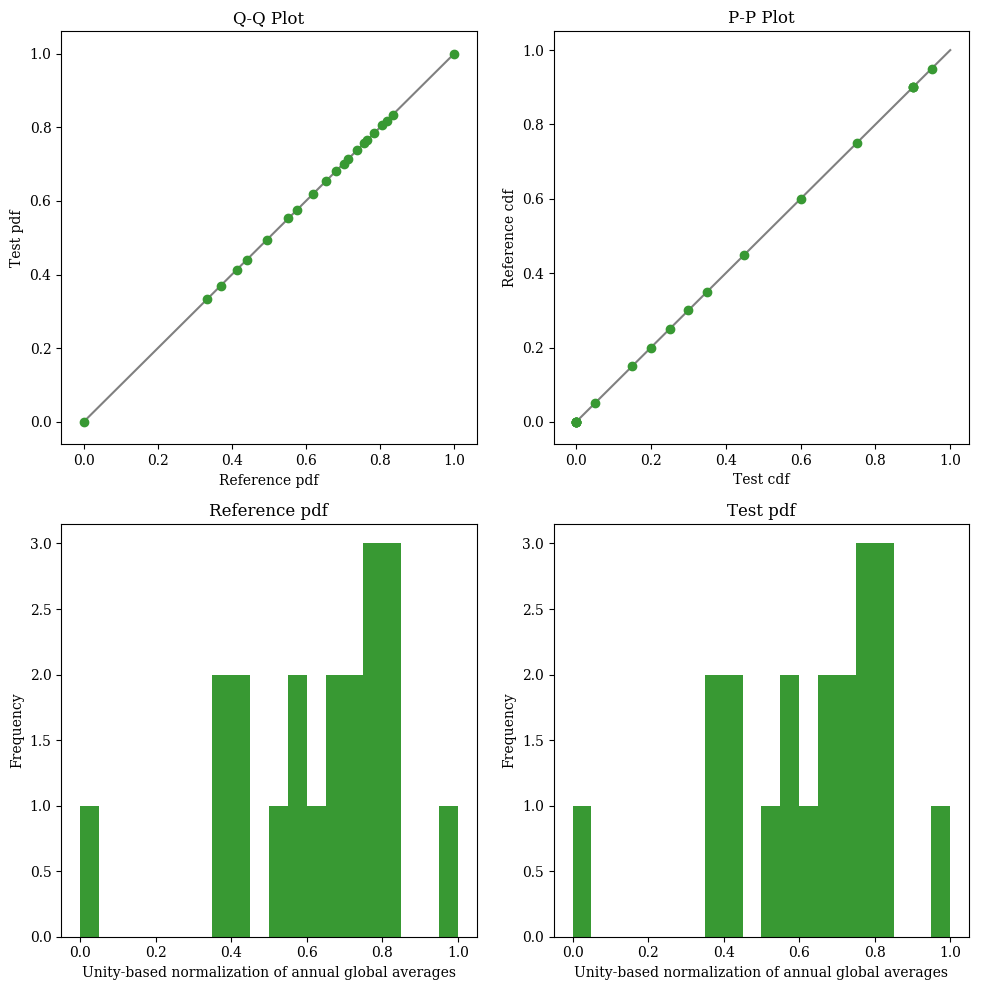 Q-Q Plot
1.0
0.8
0.6
0.4
0.2
0.0
Test pdf
0.0 0.2 0.4 0.6 0.8 1.0
Reference pdf
P-P Plot
1.0
0.8
0.6
0.4
0.2
0.0
Reference cdf
0.0 0.2 0.4 0.6 0.8 1.0
Test cdf
Reference pdf
3.0
2.5
2.0
1.5
1.0
0.5
0.0
Frequency
0.0 0.2 0.4 0.6 0.8 1.0
Unity-based normalization of annual global averages
Test pdf
3.0
2.5
2.0
1.5
1.0
0.5
0.0
Frequency
0.0 0.2 0.4 0.6 0.8 1.0
Unity-based normalization of annual global averages